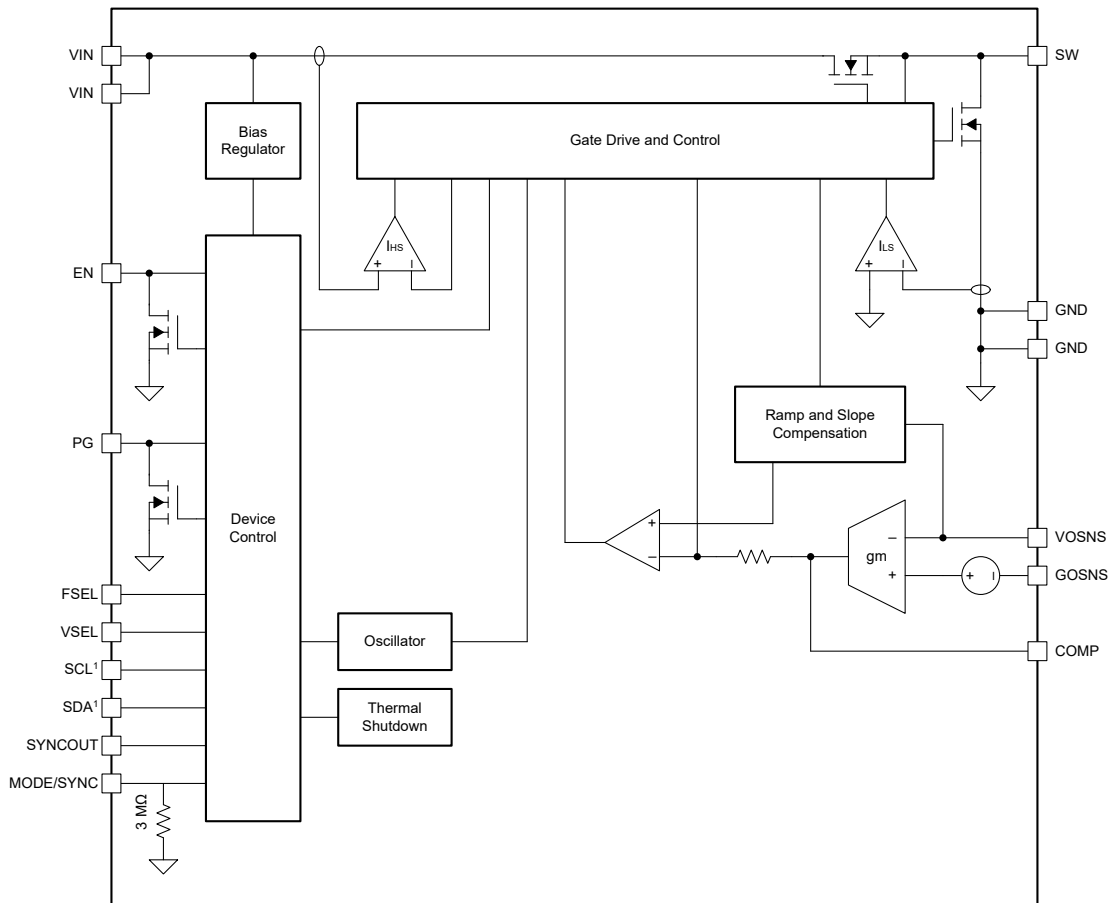 VIN
SW
VIN
Bias
Regulator
Gate Drive and Control
IHS
+
–
ILS
+
–
EN
GND
GND
Ramp and Slope
Compensation
PG
Device
Control
+
–
gm
–
+
+
–
VOSNS
GOSNS
FSEL
VSEL
Oscillator
COMP
SCL¹
SDA¹
Thermal
Shutdown
SYNCOUT
MODE/SYNC
3 MΩ